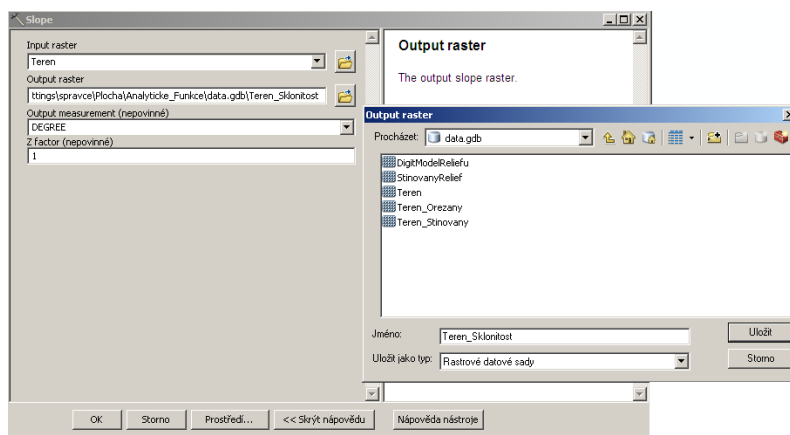 Slope
Input raster
Teren
Output raster
ttings\spravce\Plocha\Analyticke_Funkce\data.gdb\Teren_Sklonitost
Output measurement (nepovinné)
DEGREE
Z factor (nepovinné)
1
Output raster
The output slope raster.
Output raster
Procházet:
data.gdb
DigitModelReliefu
StinovanyRelief
Teren
Teren_Orezany
Teren_Stinovany
Jméno:
Teren_Sklonitost
Uložit
Uložit jako typ:
Rastrové datové sady
Storno
OK
Storno
Prostředí...
<< Skrýt nápovědu
Nápověda nástroje